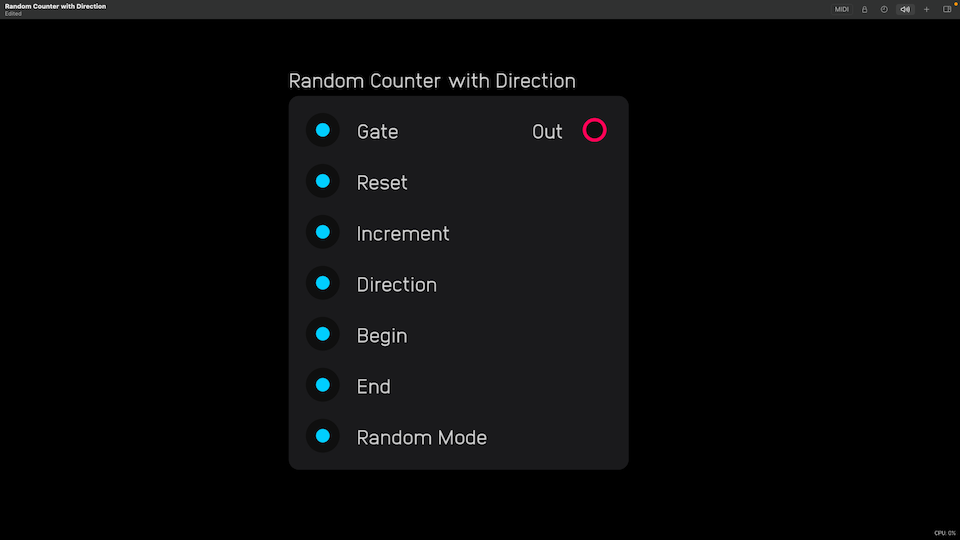 Random Counter with Direction
Edited
MIDI
Random Counter with Direction
Gate
Out
Reset
Increment
Direction
Begin
End
Random Mode
CPU: 0%